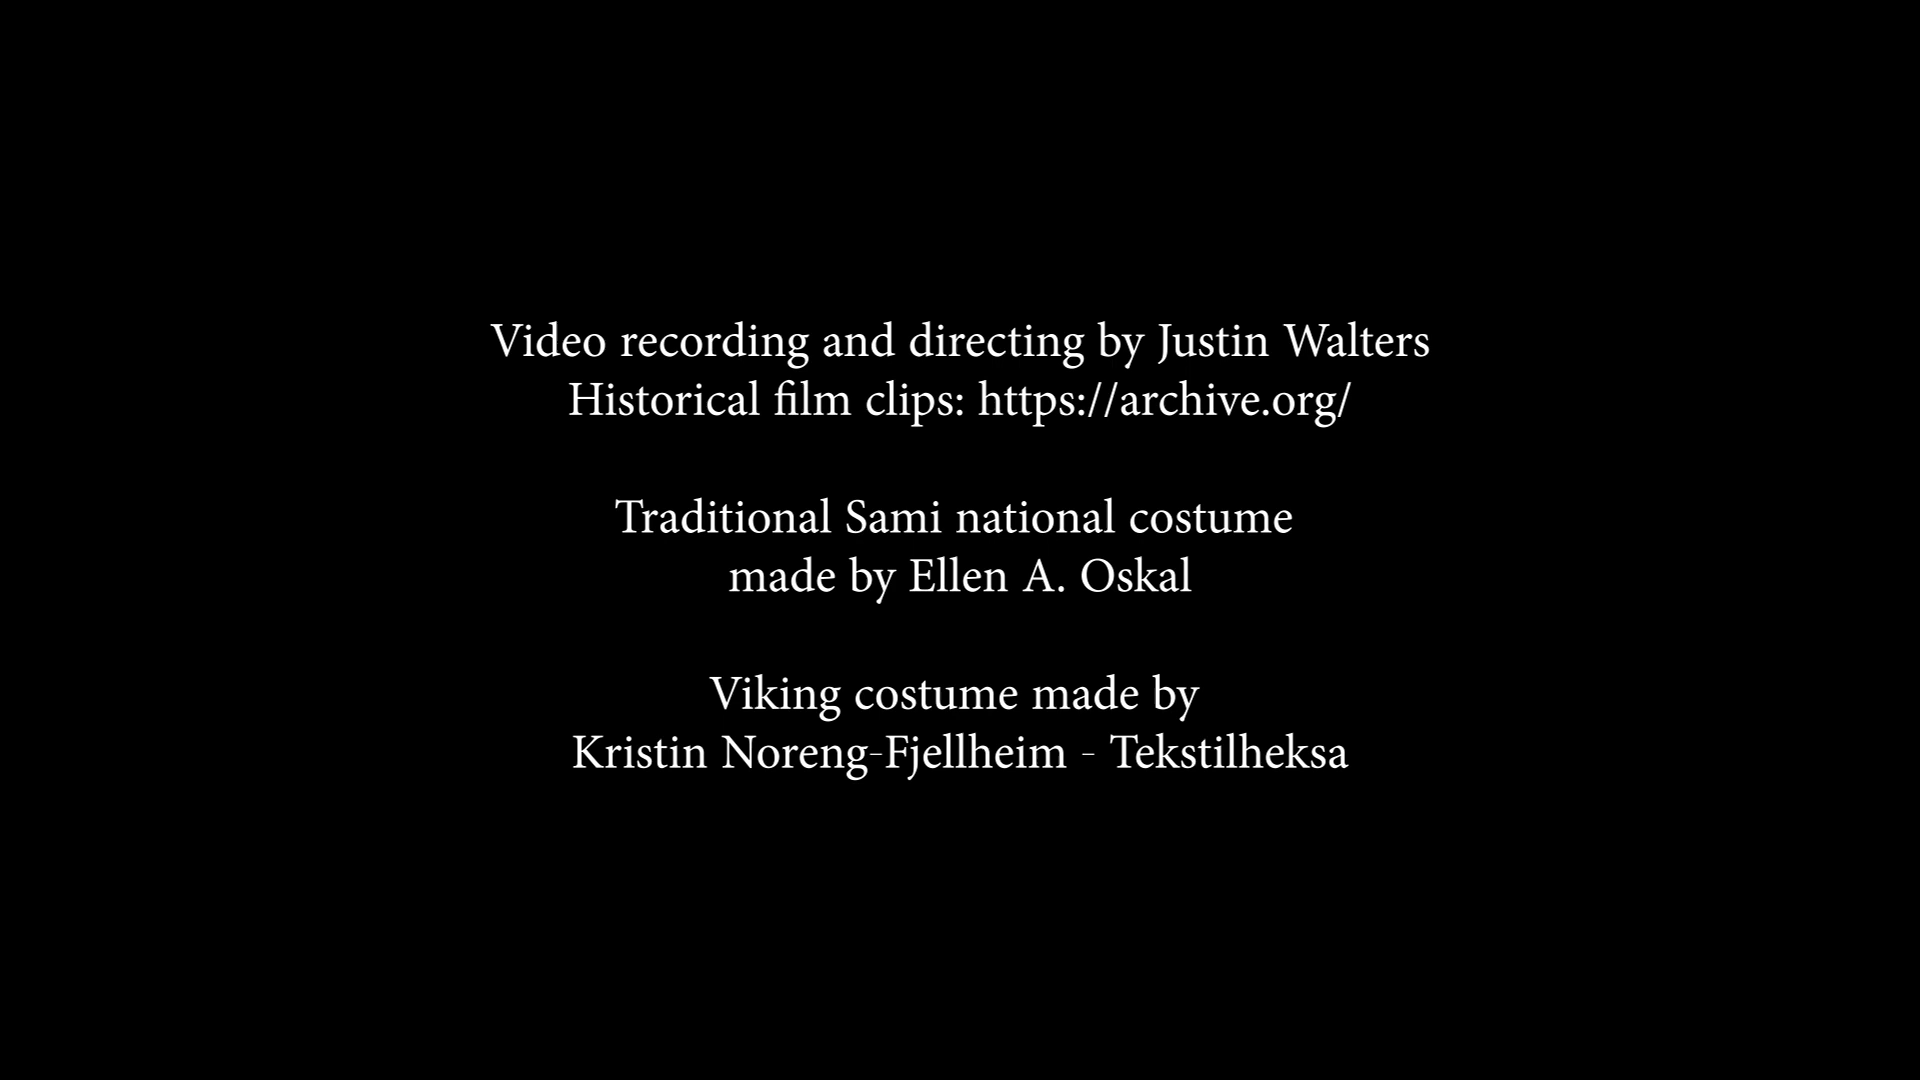 Video recording and directing by Justin Walters
Historical film clips: https://archive.org/
Traditional Sami national costume
made by Ellen A. Oskal
Viking costume made by
Kristin Noreng-Fjellheim - Tekstilheksa